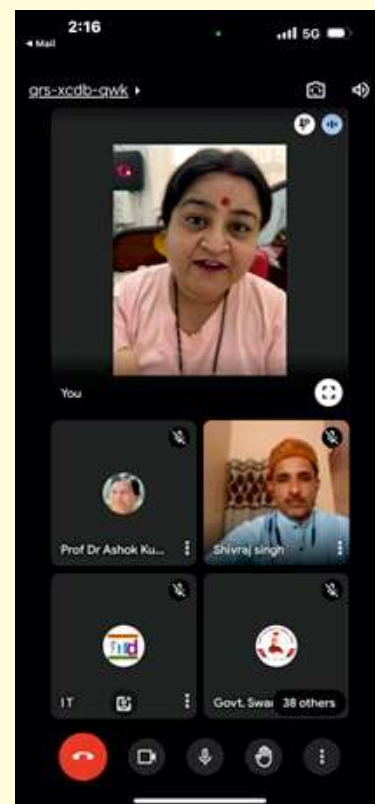 2:16
5G
Mail
qrs-xcdb-qwk
You
Prof Dr Ashok Ku...
Shivraj singh
IT
Govt. Swa
38 others